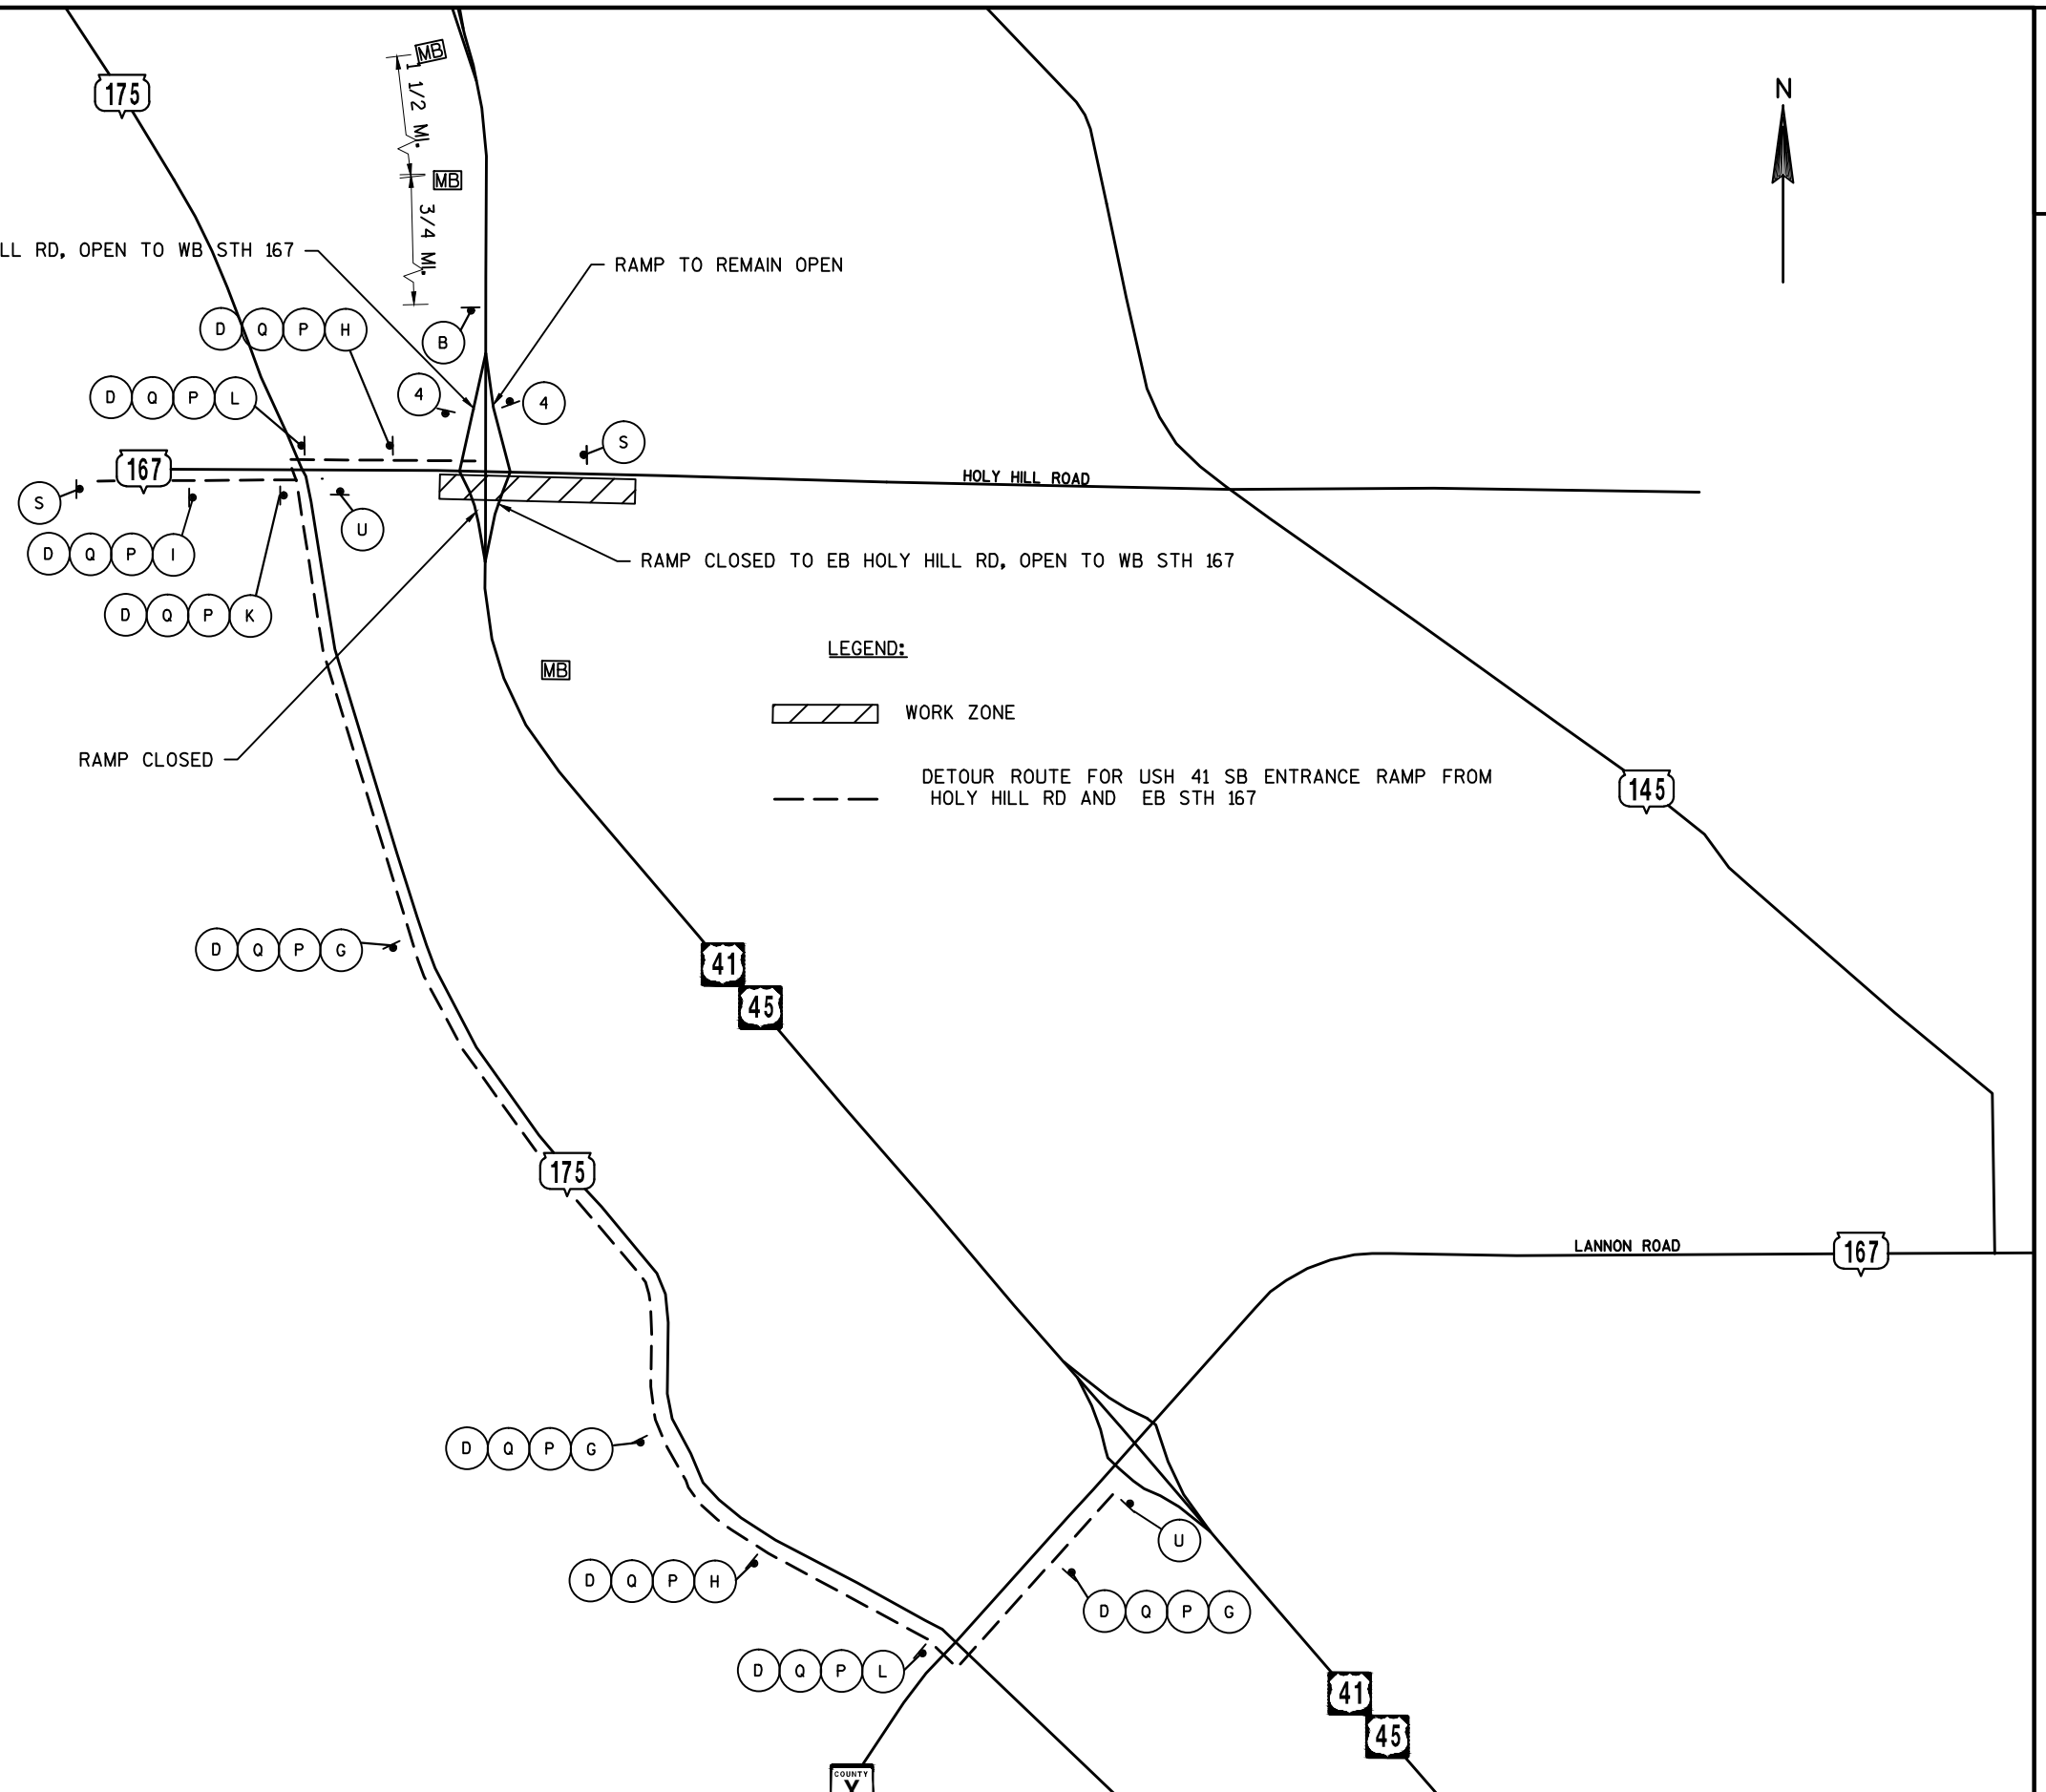 MB
175
N
1 1/2 MI.
MB
3/4 MI.
LL RD, OPEN TO WB STH 167
RAMP TO REMAIN OPEN
D Q P H
B
D Q P L
4
4
S
167
HOLY HILL ROAD
S
U
D Q P I
RAMP CLOSED TO EB HOLY HILL RD, OPEN TO WB STH 167
D Q P K
LEGEND:
MB
WORK ZONE
RAMP CLOSED
DETOUR ROUTE FOR USH 41 SB ENTRANCE RAMP FROM
HOLY HILL RD AND EB STH 167
145
D Q P G
41
45
175
LANNON ROAD
167
D Q P G
U
D Q P H
D Q P G
D Q P L
41
45
COUNTY